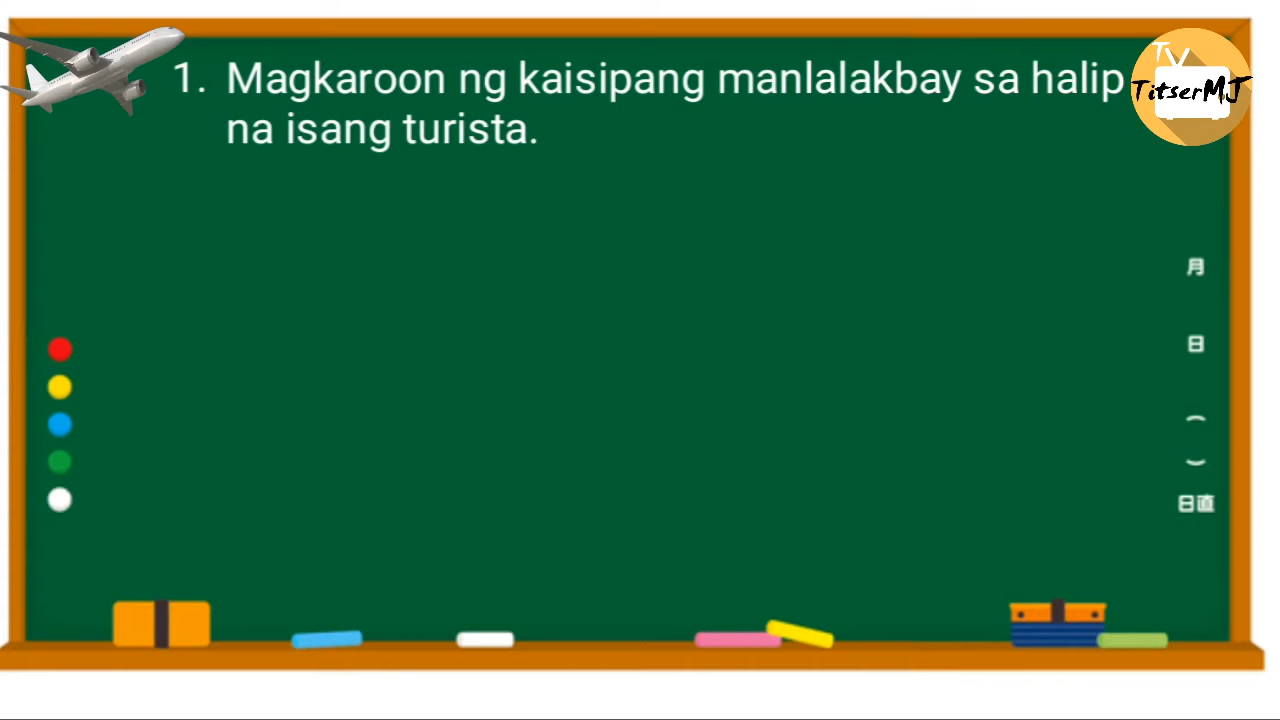 1. Magkaroon ng kaisipang manlalakbay sa halip
na isang turista.
TV
TitserMJ
月
日
(
)
日直